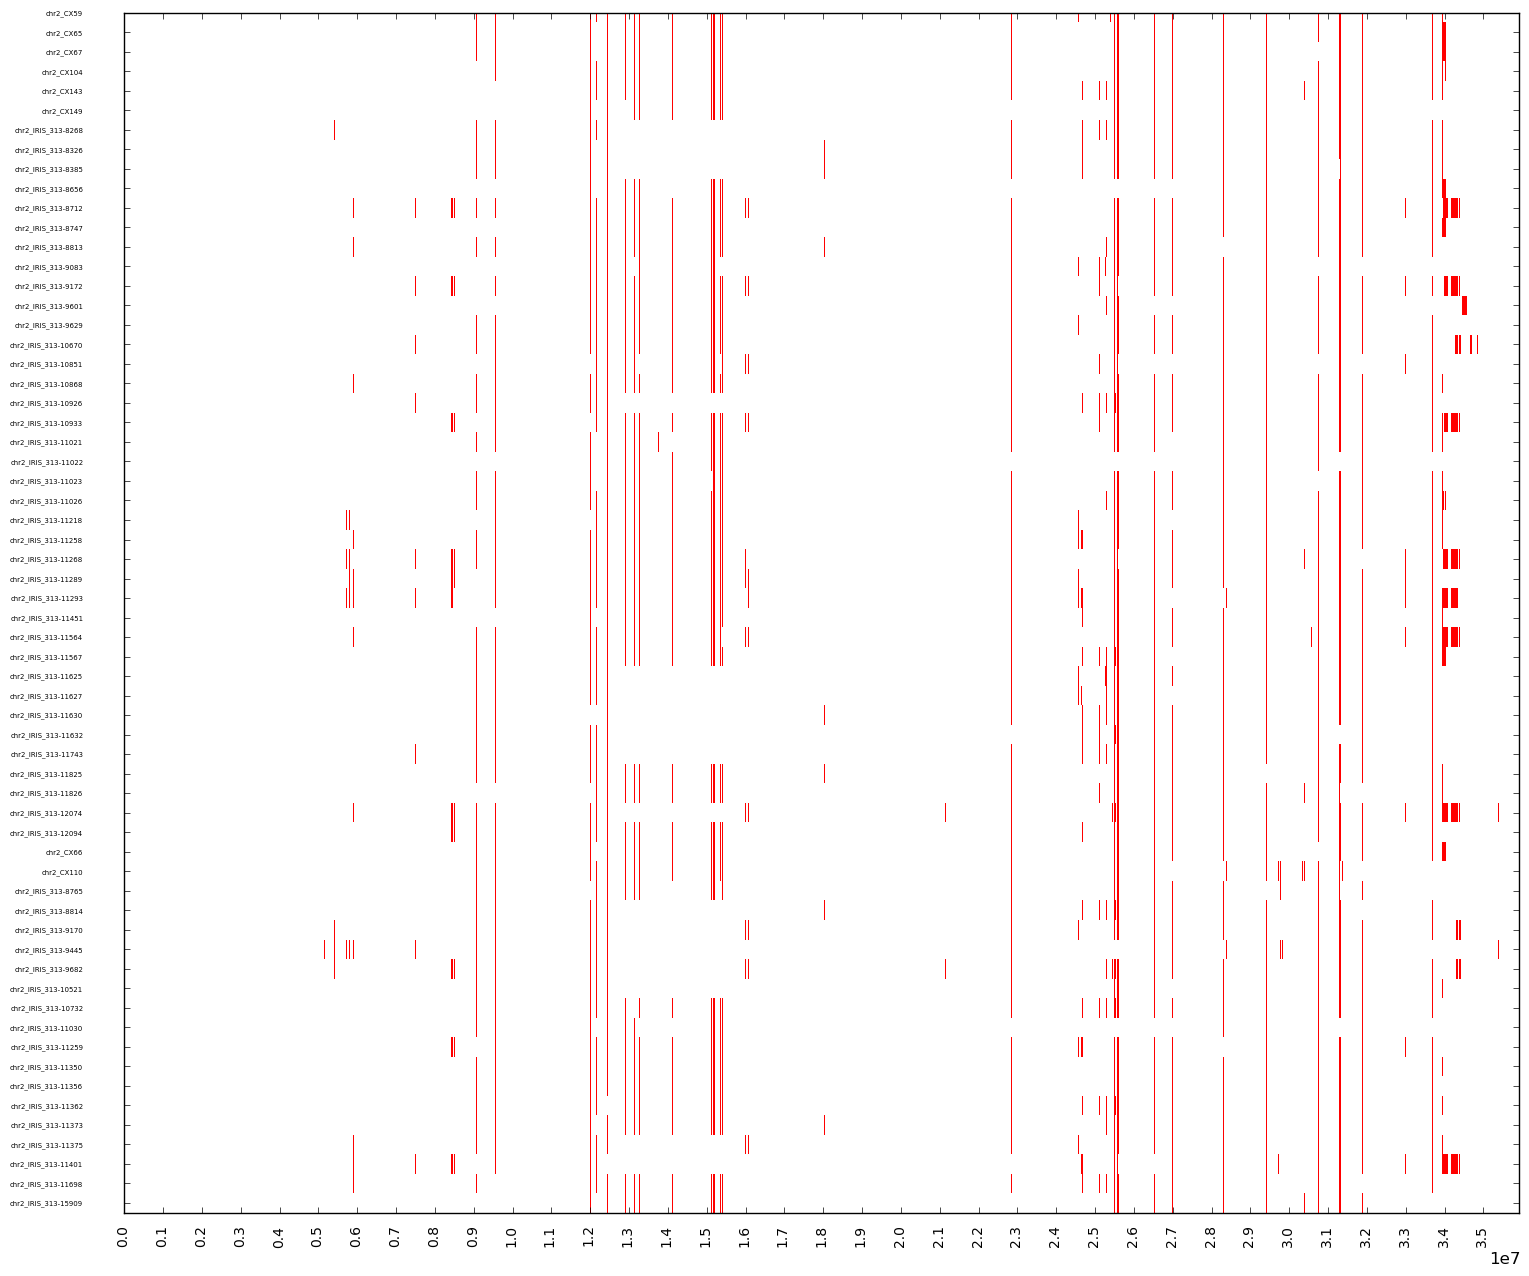 chr2_CX59
chr2_CX65
chr2_CX67
chr2_CX104
chr2_CX143
chr2_CX149
chr2_IRIS_313-8268
chr2_IRIS_313-8326
chr2_IRIS_313-8385
chr2_IRIS_313-8656
chr2_IRIS_313-8712
chr2_IRIS_313-8747
chr2_IRIS_313-8813
chr2_IRIS_313-9083
chr2_IRIS_313-9172
chr2_IRIS_313-9601
chr2_IRIS_313-9629
chr2_IRIS_313-10670
chr2_IRIS_313-10851
chr2_IRIS_313-10868
chr2_IRIS_313-10926
chr2_IRIS_313-10933
chr2_IRIS_313-11021
chr2_IRIS_313-11022
chr2_IRIS_313-11023
chr2_IRIS_313-11026
chr2_IRIS_313-11218
chr2_IRIS_313-11258
chr2_IRIS_313-11268
chr2_IRIS_313-11289
chr2_IRIS_313-11293
chr2_IRIS_313-11451
chr2_IRIS_313-11564
chr2_IRIS_313-11567
chr2_IRIS_313-11625
chr2_IRIS_313-11627
chr2_IRIS_313-11630
chr2_IRIS_313-11632
chr2_IRIS_313-11743
chr2_IRIS_313-11825
chr2_IRIS_313-11826
chr2_IRIS_313-12074
chr2_IRIS_313-12094
chr2_CX66
chr2_CX110
chr2_IRIS_313-8765
chr2_IRIS_313-8814
chr2_IRIS_313-9170
chr2_IRIS_313-9445
chr2_IRIS_313-9682
chr2_IRIS_313-10521
chr2_IRIS_313-10732
chr2_IRIS_313-11030
chr2_IRIS_313-11259
chr2_IRIS_313-11350
chr2_IRIS_313-11356
chr2_IRIS_313-11362
chr2_IRIS_313-11373
chr2_IRIS_313-11375
chr2_IRIS_313-11401
chr2_IRIS_313-11698
chr2_IRIS_313-15909
0.0 0.1 0.2 0.3 0.4 0.5 0.6 0.7 0.8 0.9 1.0 1.1 1.2 1.3 1.4 1.5 1.6 1.7 1.8 1.9 2.0 2.1 2.2 2.3 2.4 2.5 2.6 2.7 2.8 2.9 3.0 3.1 3.2 3.3 3.4 3.5
1e7